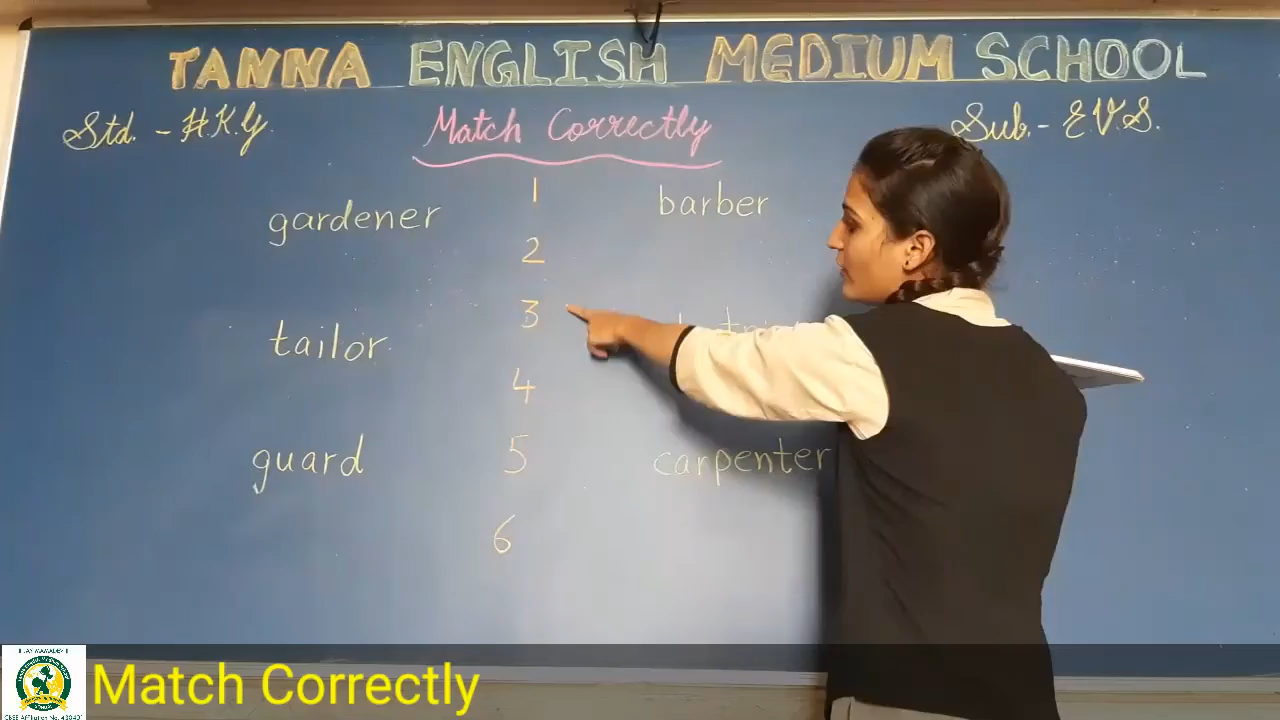 TANNA ENGLISH MEDIUM SCHOOL
Std. - H.K.G. Match Correctly Sub. - E.V.S.
1
gardener barber
2
3
tailor
4
guard 5 carpenter
6
Match Correctly